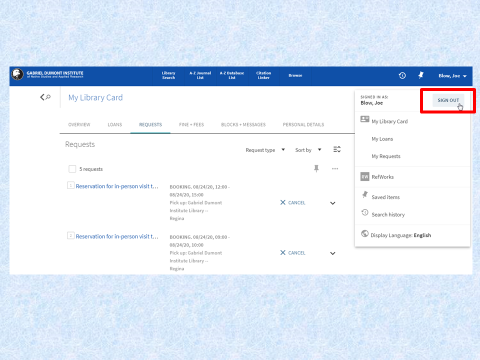 GABRIEL DUMONT INSTITUTE
of Native Studies and Applied Research
Library Search
A-Z Journal List
A-Z Database List
Citation Linker
Browse
Blow, Joe
My Library Card
OVERVIEW LOANS REQUESTS FINE + FEES BLOCKS + MESSAGES PERSONAL DETAILS
Requests
Request type
Sort by
5 requests
Reservation for in-person visit t...
BOOKING, 08/24/20, 12:00 -
08/24/20, 15:00
Pick up: Gabriel Dumont
Institute Library --
Regina
CANCEL
Reservation for in-person visit t...
BOOKING, 08/24/20, 09:00 -
08/24/20, 10:00
Pick up: Gabriel Dumont
Institute Library --
Regina
CANCEL
SIGNED IN AS:
Blow, Joe
SIGN OUT
My Library Card
My Loans
My Requests
RefWorks
Saved items
Search history
Display Language: English